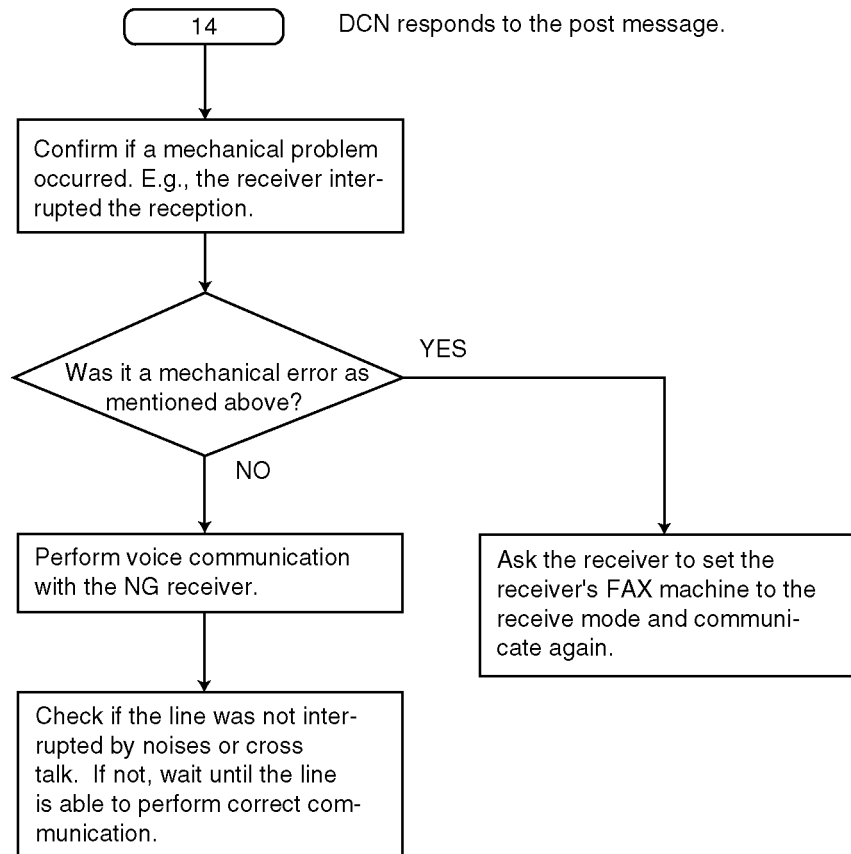 14
DCN responds to the post message.
Confirm if a mechanical problem
occurred. E.g., the receiver inter-
rupted the reception.
Was it a mechanical error as
mentioned above?
YES
NO
Perform voice communication
with the NG receiver.
Ask the receiver to set the
receiver's FAX machine to the
receive mode and communi-
cate again.
Check if the line was not inter-
rupted by noises or cross
talk.  If not, wait until the line
is able to perform correct com-
munication.